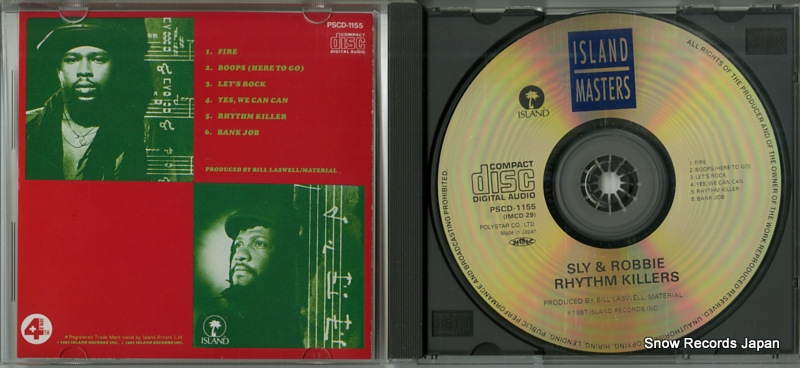 PSCD-1155
COMPACT
disc
DIGITAL AUDIO
1. FIRE
2. BOOPS (HERE TO GO)
3. LET'S ROCK
4. YES, WE CAN CAN
5. RHYTHM KILLER
6. BANK JOB
PRODUCED BY BILL LASWELL/MATERIAL
4
ISLAND
ISLAND
MASTERS
ISLAND
COMPACT
disc
DIGITAL AUDIO
PSCD-1155
(IMCD 29)
POLYSTAR CO., LTD.
Made in Japan
1. FIRE
2. BOOPS (HERE TO GO)
3. LET'S ROCK
4. YES, WE CAN CAN
5. RHYTHM KILLER
6. BANK JOB
SLY & ROBBIE
RHYTHM KILLERS
PRODUCED BY BILL LASWELL/MATERIAL
ⓟ1987 ISLAND RECORDS INC.
ALL RIGHTS OF THE PRODUCER AND OF THE OWNER OF THE WORK REPRODUCED RESERVED. UNAUTHORIZED COPYING, HIRING, LENDING, PUBLIC PERFORMANCE AND BROADCASTING PROHIBITED.
Snow Records Japan